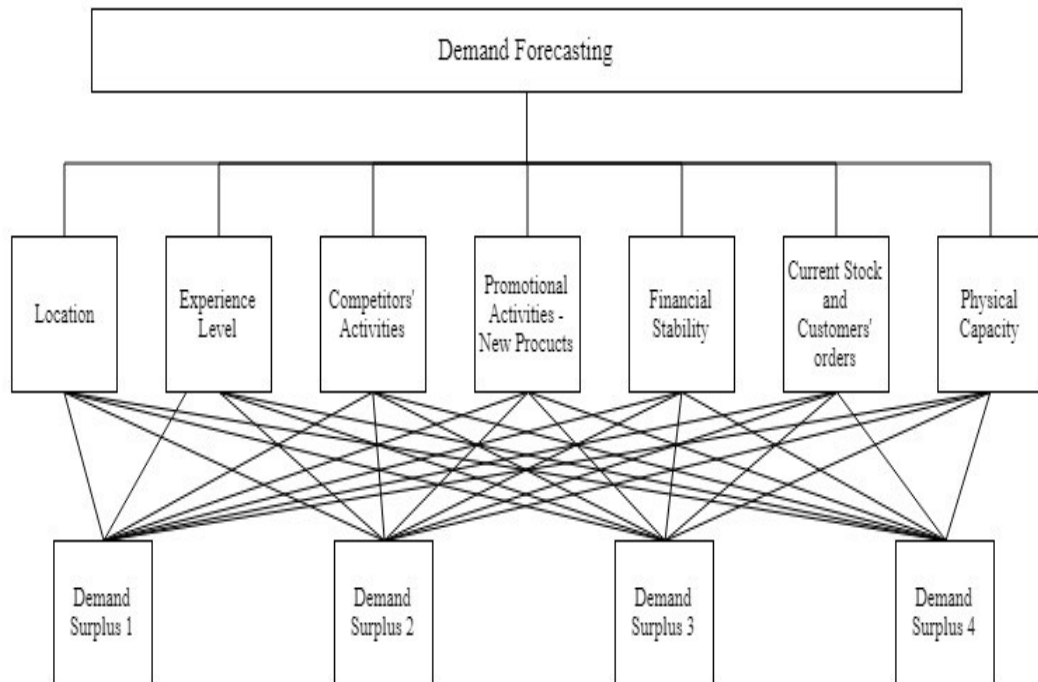 Demand Forecasting
Location
Experience
Level
Competitors'
Activities
Promotional
Activities -
New Procucts
Financial
Stability
Current Stock
and
Customers'
orders
Physical
Capacity
Demand
Surplus 1
Demand
Surplus 2
Demand
Surplus 3
Demand
Surplus 4